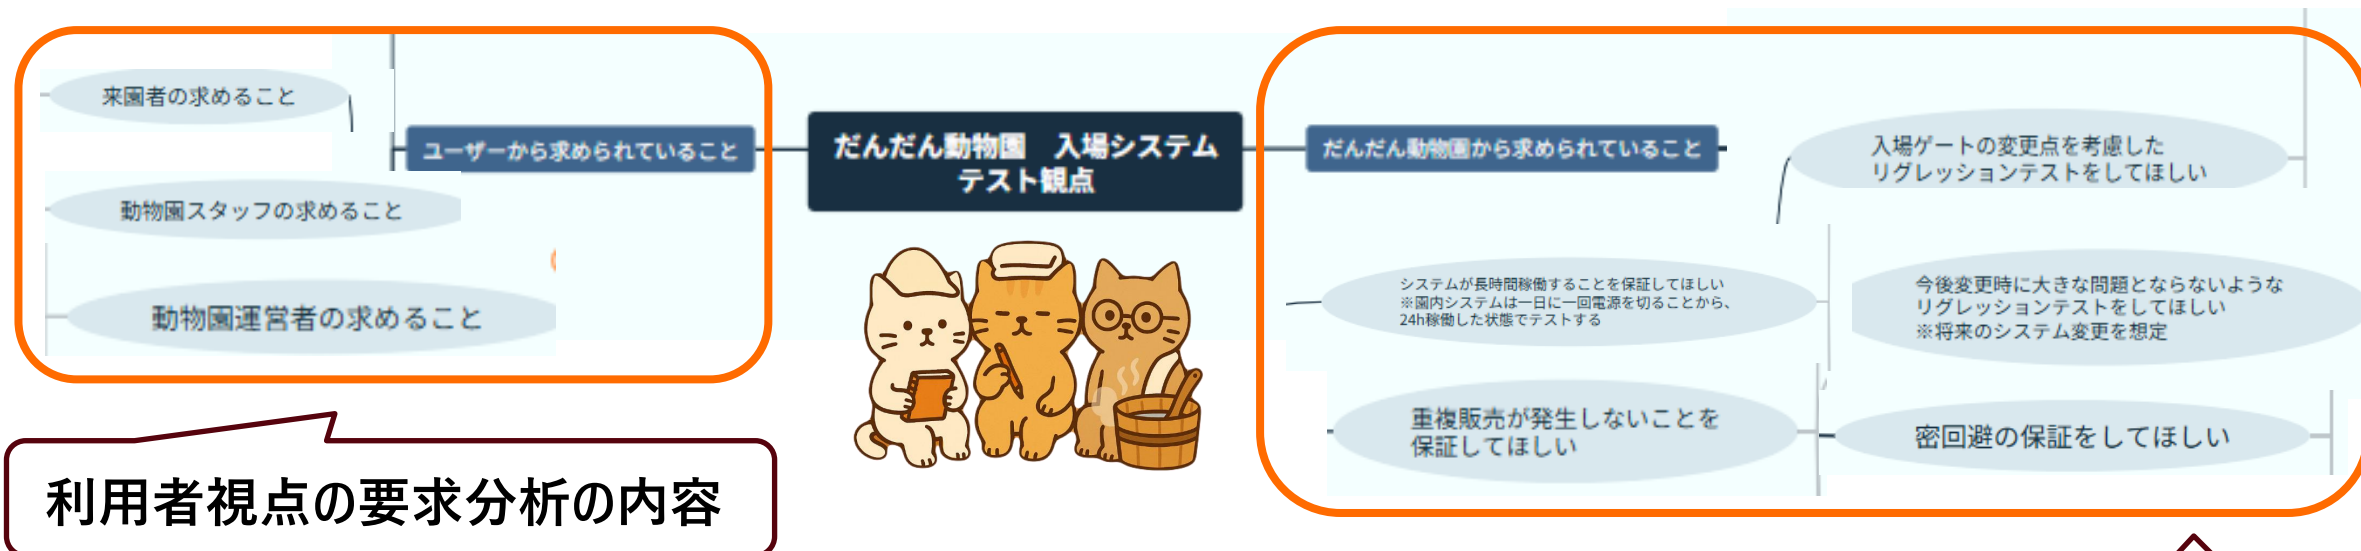 来園者の求めること
ユーザーから求められていること
動物園スタッフの求めること
動物園運営者の求めること
だんだん動物園　入場システム
テスト観点
だんだん動物園から求められていること
入場ゲートの変更点を考慮した
リグレッションテストをしてほしい
システムが長時間稼働することを保証してほしい
※園内システムは一日に一回電源を切ることから、
24h稼働した状態でテストする
今後変更時に大きな問題とならないような
リグレッションテストをしてほしい
※将来のシステム変更を想定
重複販売が発生しないことを
保証してほしい
密回避の保証をしてほしい
利用者視点の要求分析の内容